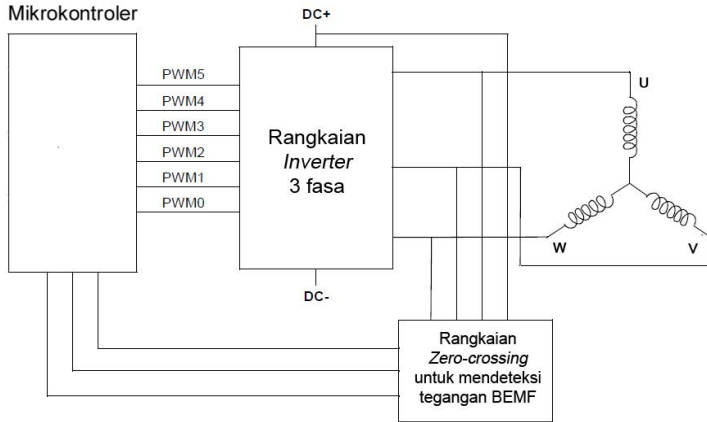 Mikrokontroler
DC+
PWM5
PWM4
PWM3
PWM2
PWM1
PWM0
Rangkaian
Inverter
3 fasa
U
W
V
DC-
Rangkaian
Zero-crossing
untuk mendeteksi
tegangan BEMF